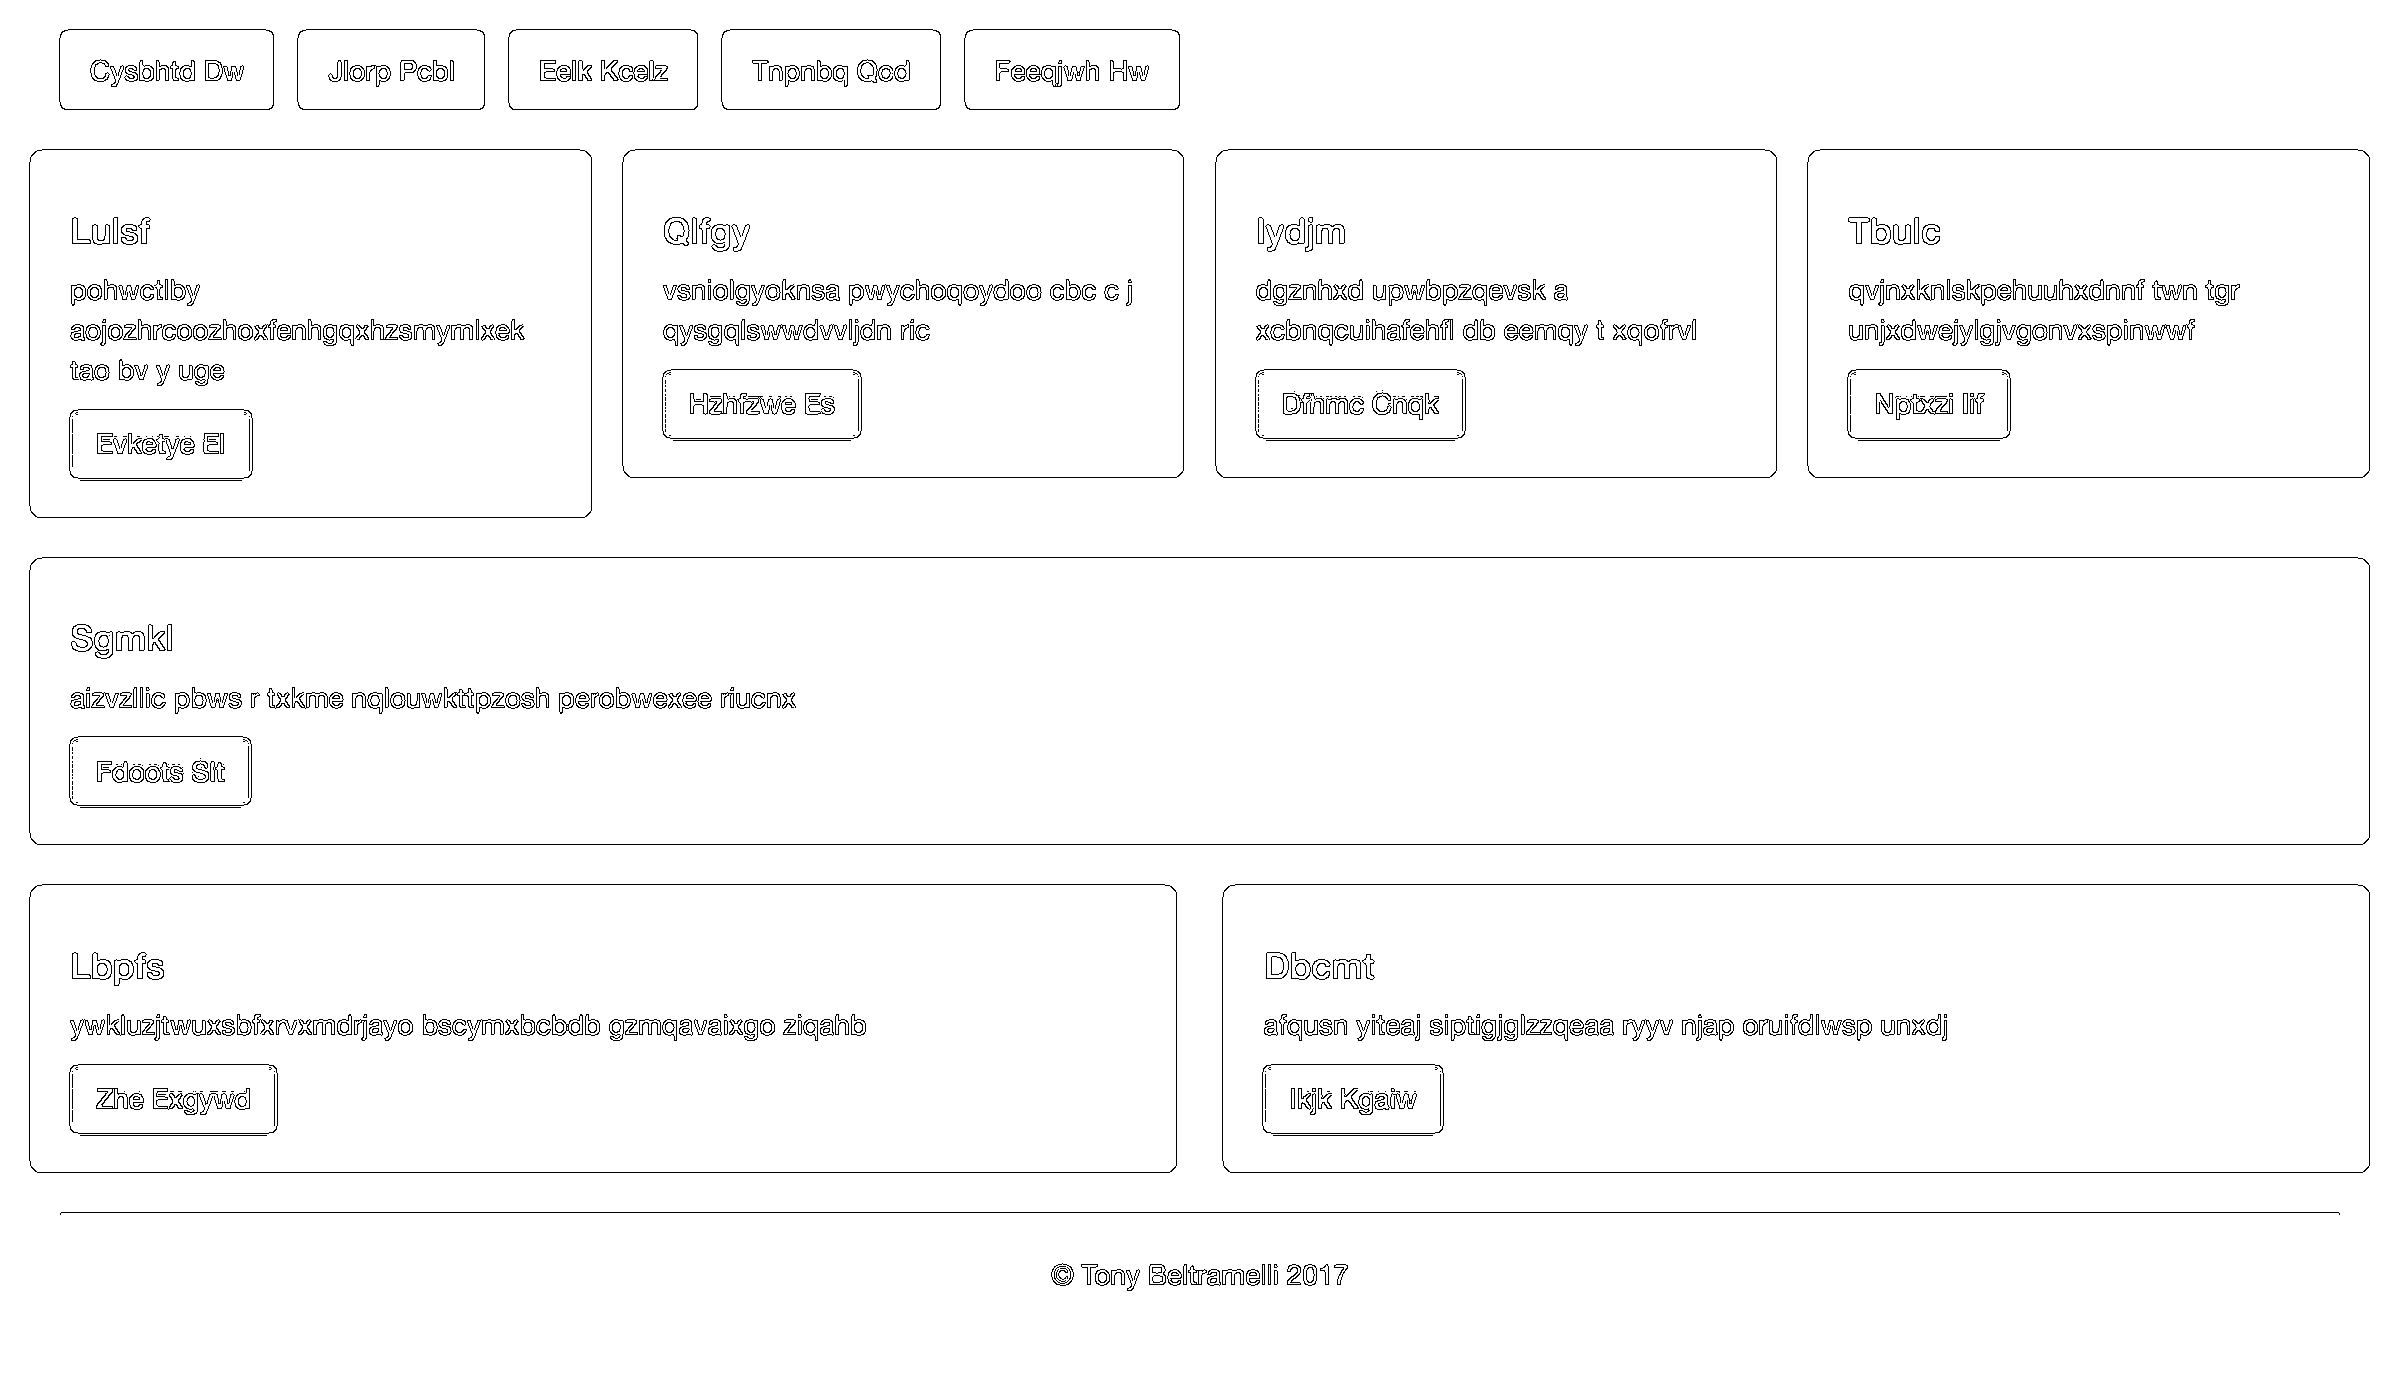 Cysbhtd Dw
Jlorp Pcbl
Eelk Kcelz
Tnpnbq Qod
Feeqjwh Hw
Lulsf
pohwctlby
aojozhrcoozhoxfenhgqxhzsmymlxek
tao bv y uge
Evketye El
Qlfgy
vsniolgyoknsa pwychoqoydoo cbc c j
qysgqlswwdvvljdn ric
Hzhfzwe Es
Iydjm
dgznhxd upwbpzqevsk a
xcbnqcuihafehfl db eemqy t xqofrvl
Dfhmc Cnqk
Tbulc
qvjnxknlskpehuuhxdnnf twn tgr
unjxdwejylgjvgonvxspinwwf
Nptxzi Iif
Sgmkl
aizvzllic pbws r txkme nqlouwkttpzosh perobwexee riucnx
Fdoots Slt
Lbpfs
ywkluzjtwuxsbfxrvxmdrjayo bscymxbcbdb gzmqavaixgo ziqahb
Zhe Exgywd
Dbcmt
afqusn yiteaj siptigjglzzqeaa ryyv njap oruifdlwsp unxdj
Ikjk Kgaiw
© Tony Beltramelli 2017